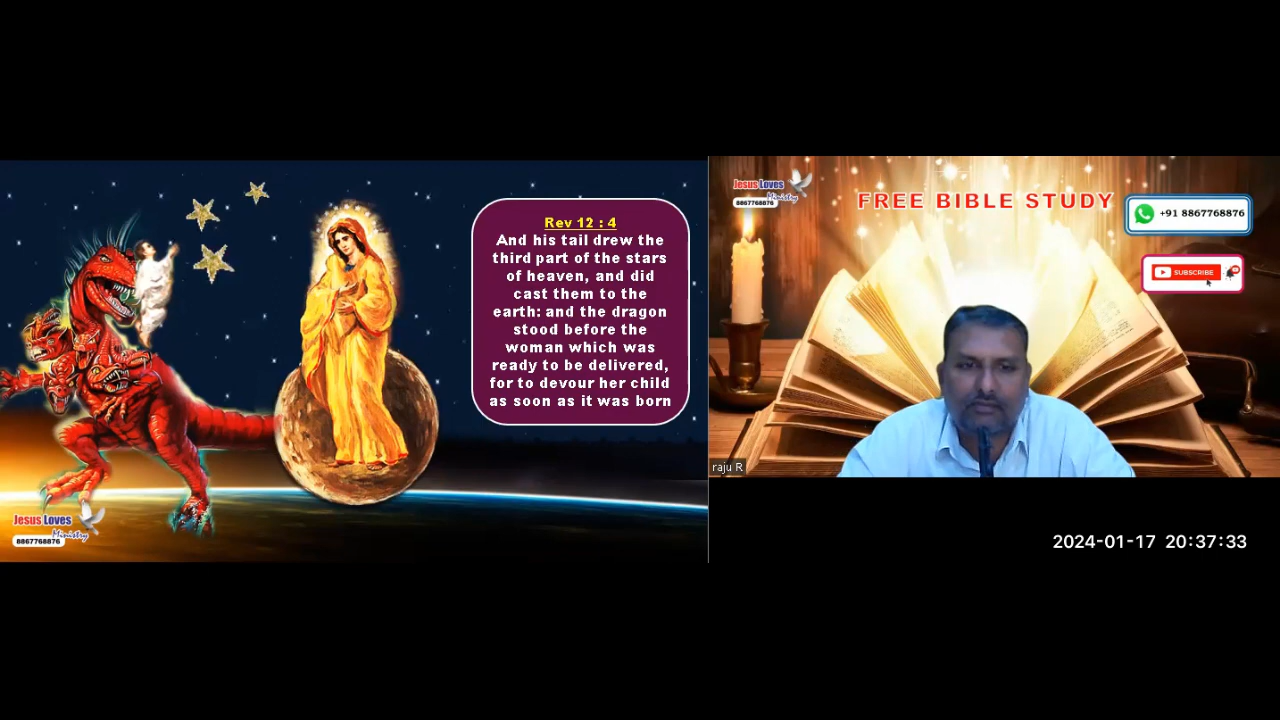 Rev 12 : 4
And his tail drew the
third part of the stars
of heaven, and did
cast them to the
earth: and the dragon
stood before the
woman which was
ready to be delivered,
for to devour her child
as soon as it was born
Jesus Loves
Ministry
8867768876
Jesus Loves
Ministry
8867768876
FREE BIBLE STUDY
+91 8867768876
SUBSCRIBE
raju R
2024-01-17 20:37:33